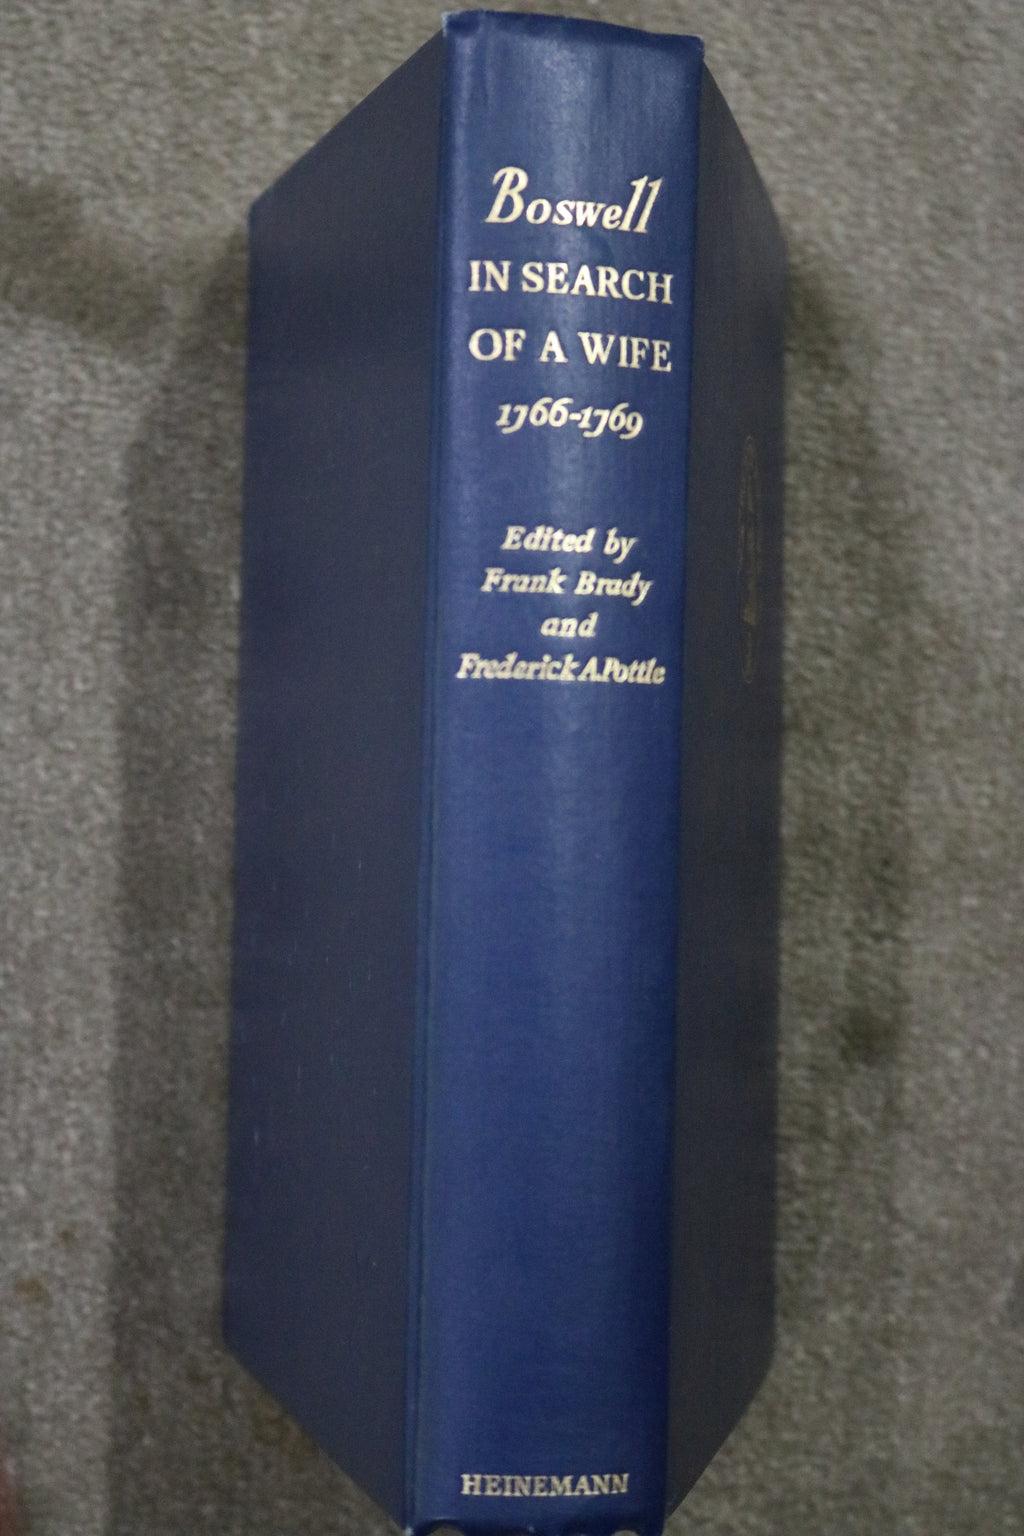 Boswell
IN SEARCH
OF A WIFE
1766-1769
Edited by
Frank Brady
and
Frederick A. Pottle
HEINEMANN